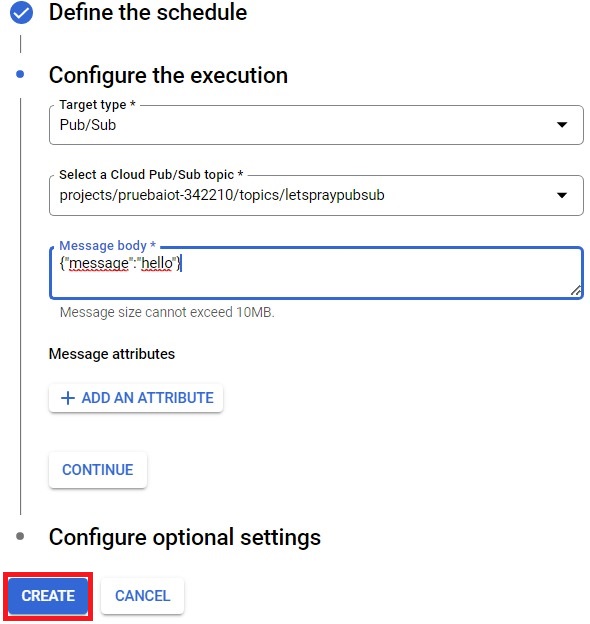 Define the schedule
Configure the execution
Target type *
Pub/Sub
Select a Cloud Pub/Sub topic *
projects/pruebaiot-342210/topics/letspraypubsub
Message body *
{"message":"hello"}
Message size cannot exceed 10MB.
Message attributes
+ ADD AN ATTRIBUTE
CONTINUE
Configure optional settings
CREATE CANCEL